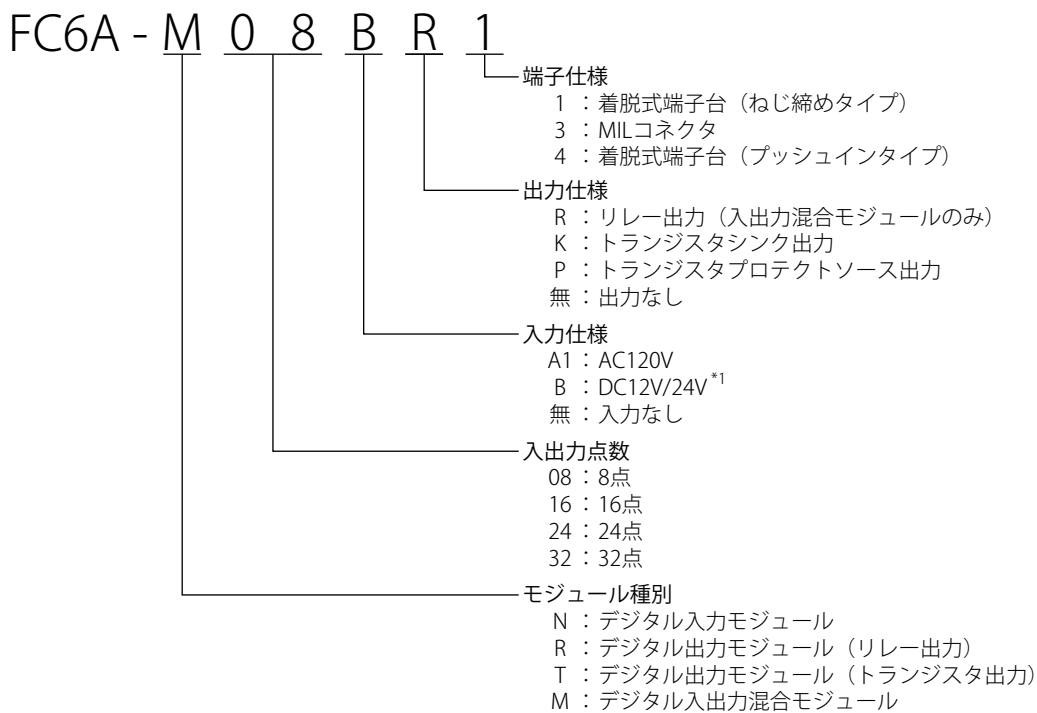 FC6A - M 0 8 B R 1
端子仕様
1 ：着脱式端子台（ねじ締めタイプ）
3 ：MILコネクタ
4 ：着脱式端子台（プッシュインタイプ）
出力仕様
R ：リレー出力（入出力混合モジュールのみ）
K ：トランジスタシンク出力
P ：トランジスタプロテクトソース出力
無 ：出力なし
入力仕様
A1 ：AC120V
B ：DC12V/24V *1
無 ：入力なし
入出力点数
08 ：8点
16 ：16点
24 ：24点
32 ：32点
モジュール種別
N ：デジタル入力モジュール
R ：デジタル出力モジュール（リレー出力）
T ：デジタル出力モジュール（トランジスタ出力）
M ：デジタル入出力混合モジュール